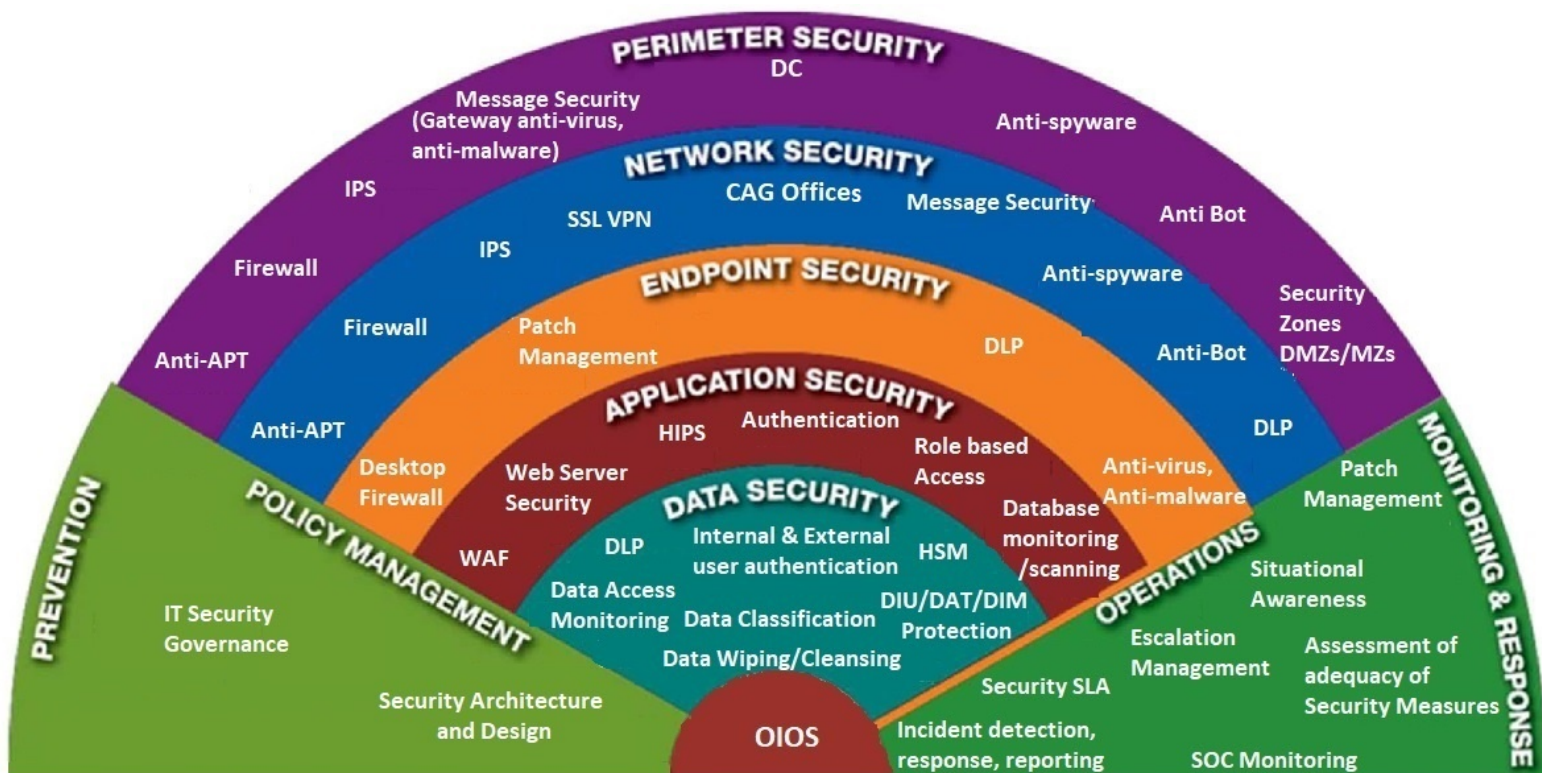 PERIMETER SECURITY
DC
Message Security
(Gateway anti-virus,
anti-malware)
Anti-spyware
IPS
Anti Bot
Firewall
Security
Zones
DMZs/MZs
Anti-APT
NETWORK SECURITY
CAG Offices
SSL VPN
Message Security
IPS
Anti-spyware
Firewall
Anti-Bot
Anti-APT
DLP
ENDPOINT SECURITY
Patch
Management
DLP
Desktop
Firewall
Anti-virus,
Anti-malware
APPLICATION SECURITY
Authentication
HIPS
Role based
Access
Web Server
Security
Database
monitoring
/scanning
WAF
DATA SECURITY
DLP
Internal & External
user authentication
HSM
Data Access
Monitoring
Data Classification
DIU/DAT/DIM
Protection
Data Wiping/Cleansing
OIOS
PREVENTION
POLICY MANAGEMENT
IT Security
Governance
Security Architecture
and Design
OPERATIONS
MONITORING & RESPONSE
Patch
Management
Situational
Awareness
Escalation
Management
Assessment of
adequacy of
Security Measures
Security SLA
Incident detection,
response, reporting
SOC Monitoring